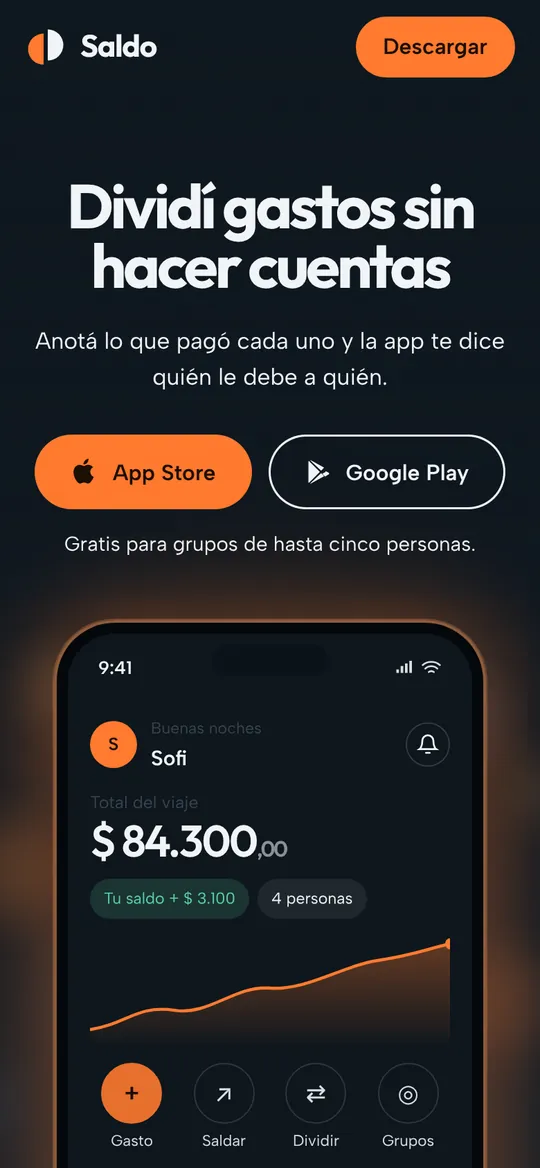 Saldo
Descargar
Dividí gastos sin
hacer cuentas
Anotá lo que pagó cada uno y la app te dice
quién le debe a quién.
App Store
Google Play
Gratis para grupos de hasta cinco personas.
9:41
S
Buenas noches
Sofi
Total del viaje
$ 84.300,00
Tu saldo + $ 3.100
4 personas
Gasto
Saldar
Dividir
Grupos